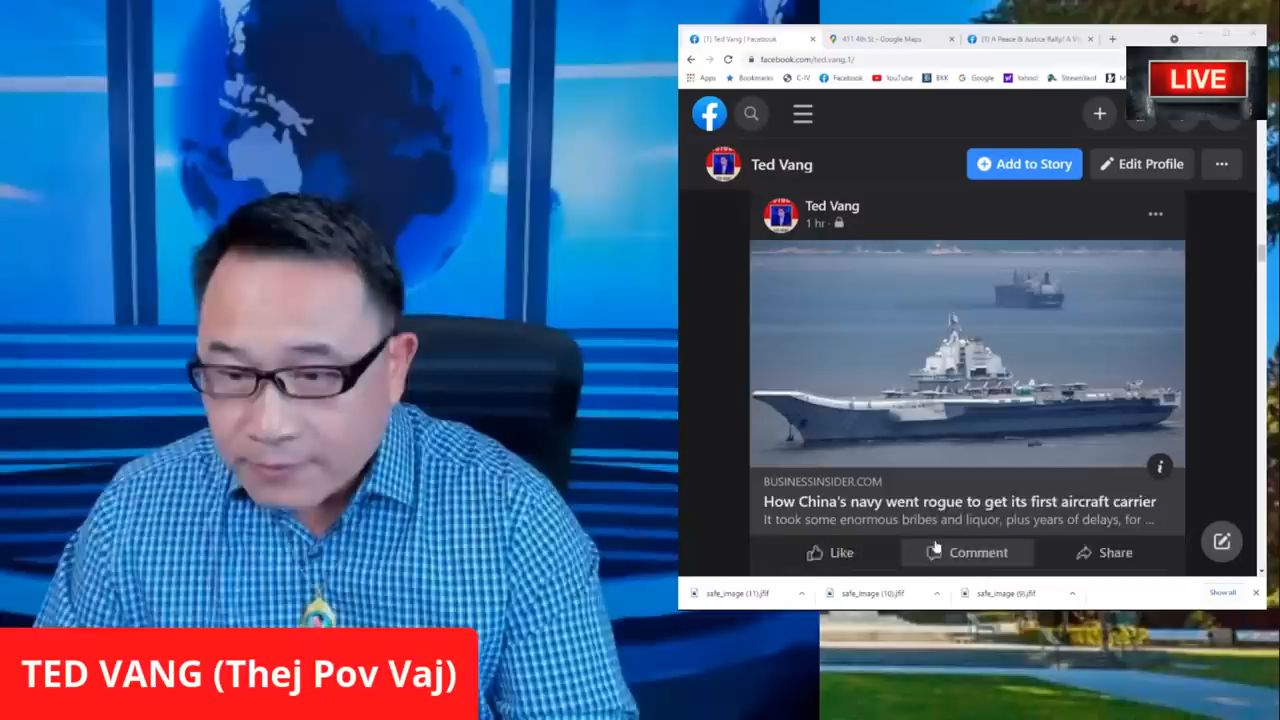 (1) Ted Vang | Facebook
411 4th St - Google Maps
(1) A Peace & Justice Rally! A Vi
facebook.com/ted.vang.1/
Apps
Bookmarks
C-IV
Facebook
YouTube
BKK
Google
Yahoo!
StreamYard
LIVE
Ted Vang
Add to Story
Edit Profile
Ted Vang
1 hr
BUSINESSINSIDER.COM
How China's navy went rogue to get its first aircraft carrier
It took some enormous bribes and liquor, plus years of delays, for ...
Like
Comment
Share
safe_image (11).jfif
safe_image (10).jfif
safe_image (9).jfif
Show all
TED VANG (Thej Pov Vaj)